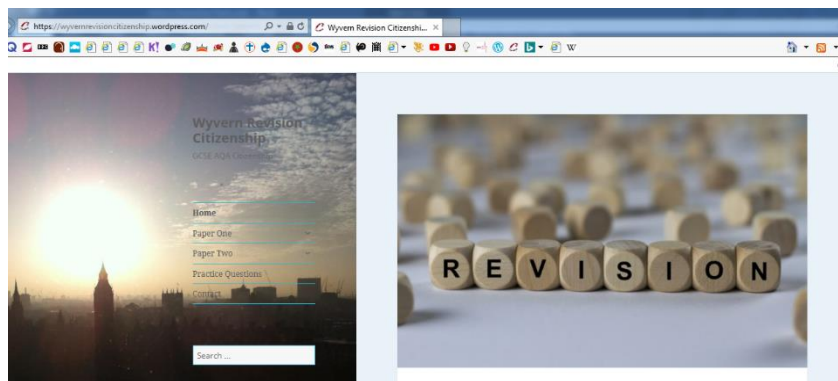 https://wyvernrevisioncitizenship.wordpress.com/
Wyvern Revision Citizenshi...
Wyvern Revision
Citizenship
GCSE AQA
Home
Paper One
Paper Two
Practice Questions
Contact
Search ...
REVISION